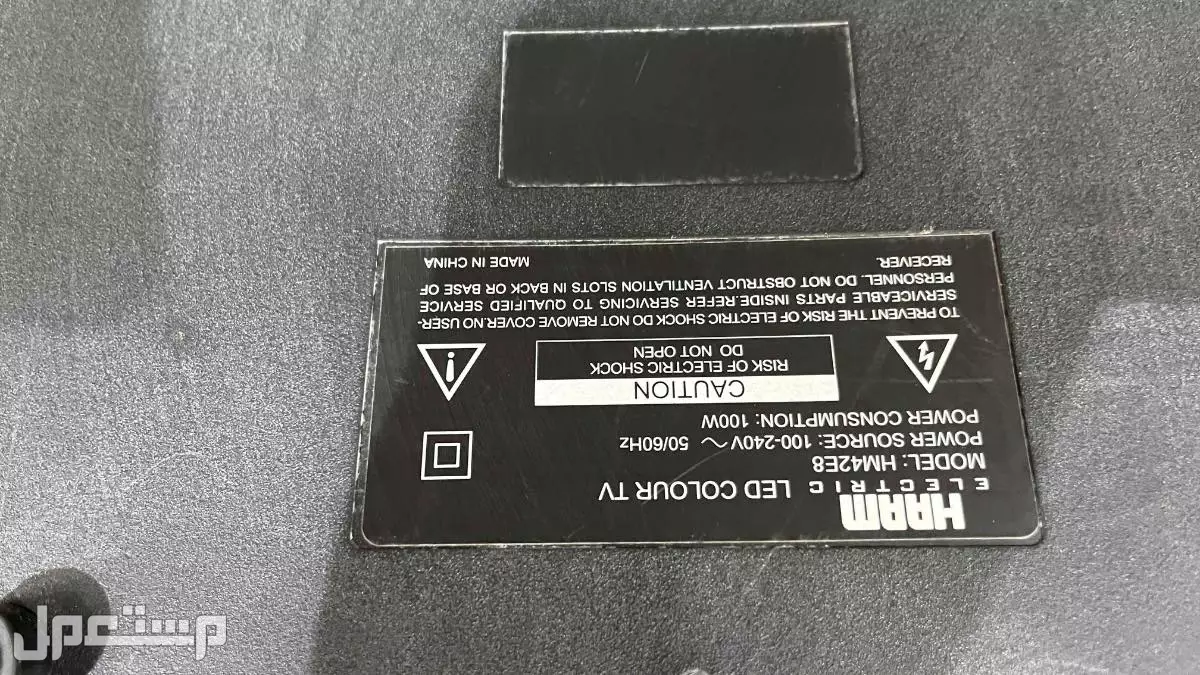 HAAM
ELECTRIC
LED COLOUR TV
MODEL: HM42E8
POWER SOURCE: 100-240V ~ 50/60Hz
POWER CONSUMPTION: 100W
CAUTION
RISK OF ELECTRIC SHOCK
DO NOT OPEN
TO PREVENT THE RISK OF ELECTRIC SHOCK DO NOT REMOVE COVER.NO USER-
SERVICEABLE PARTS INSIDE.REFER SERVICING TO QUALIFIED SERVICE
PERSONNEL. DO NOT OBSTRUCT VENTILATION SLOTS IN BACK OR BASE OF
RECEIVER.
MADE IN CHINA
مستعمل